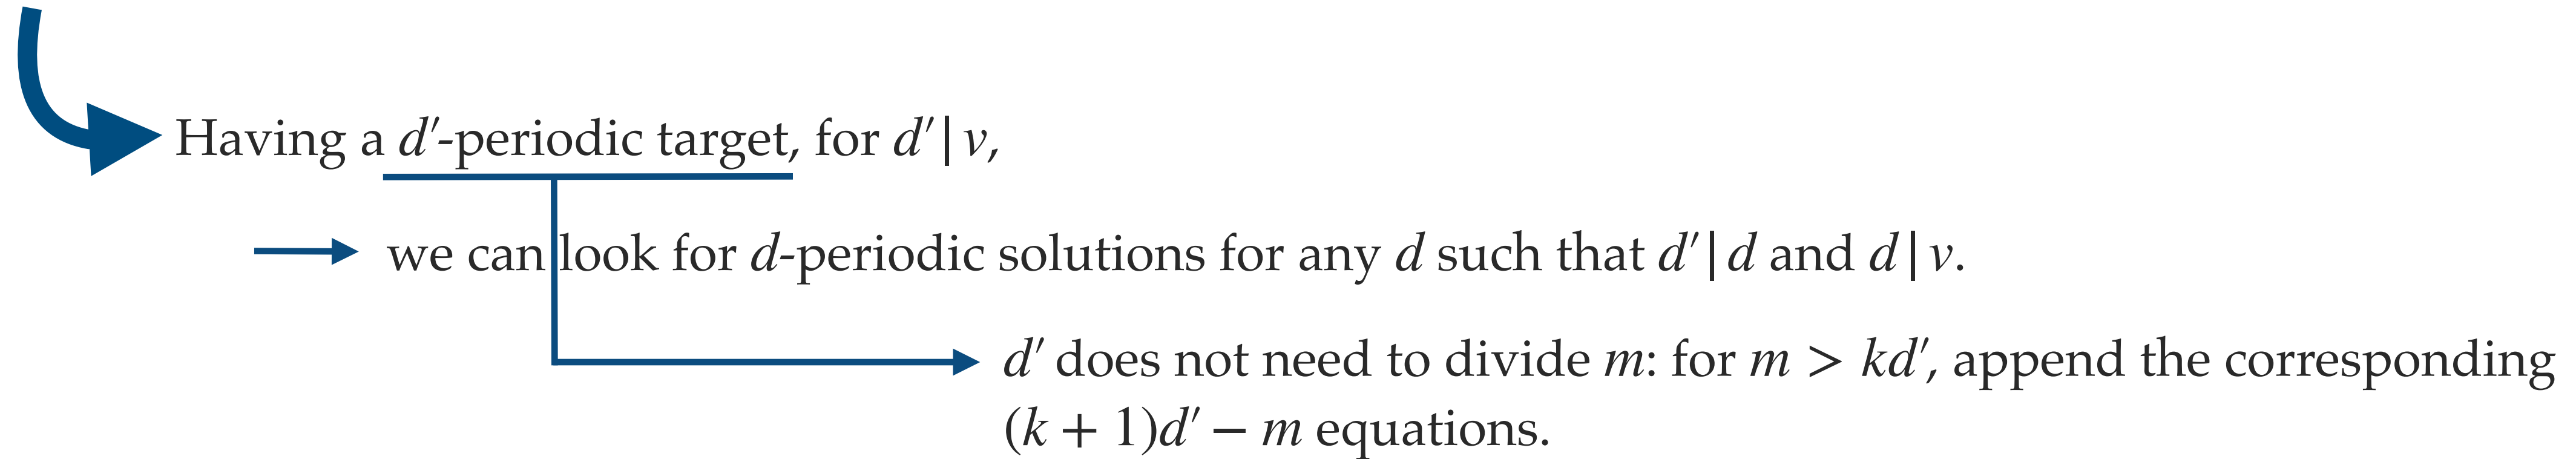 Having a d′-periodic target, for d′ | v,
we can look for d-periodic solutions for any d such that d′ | d and d | v.
d′ does not need to divide m: for m > kd′, append the corresponding
(k + 1)d′ − m equations.